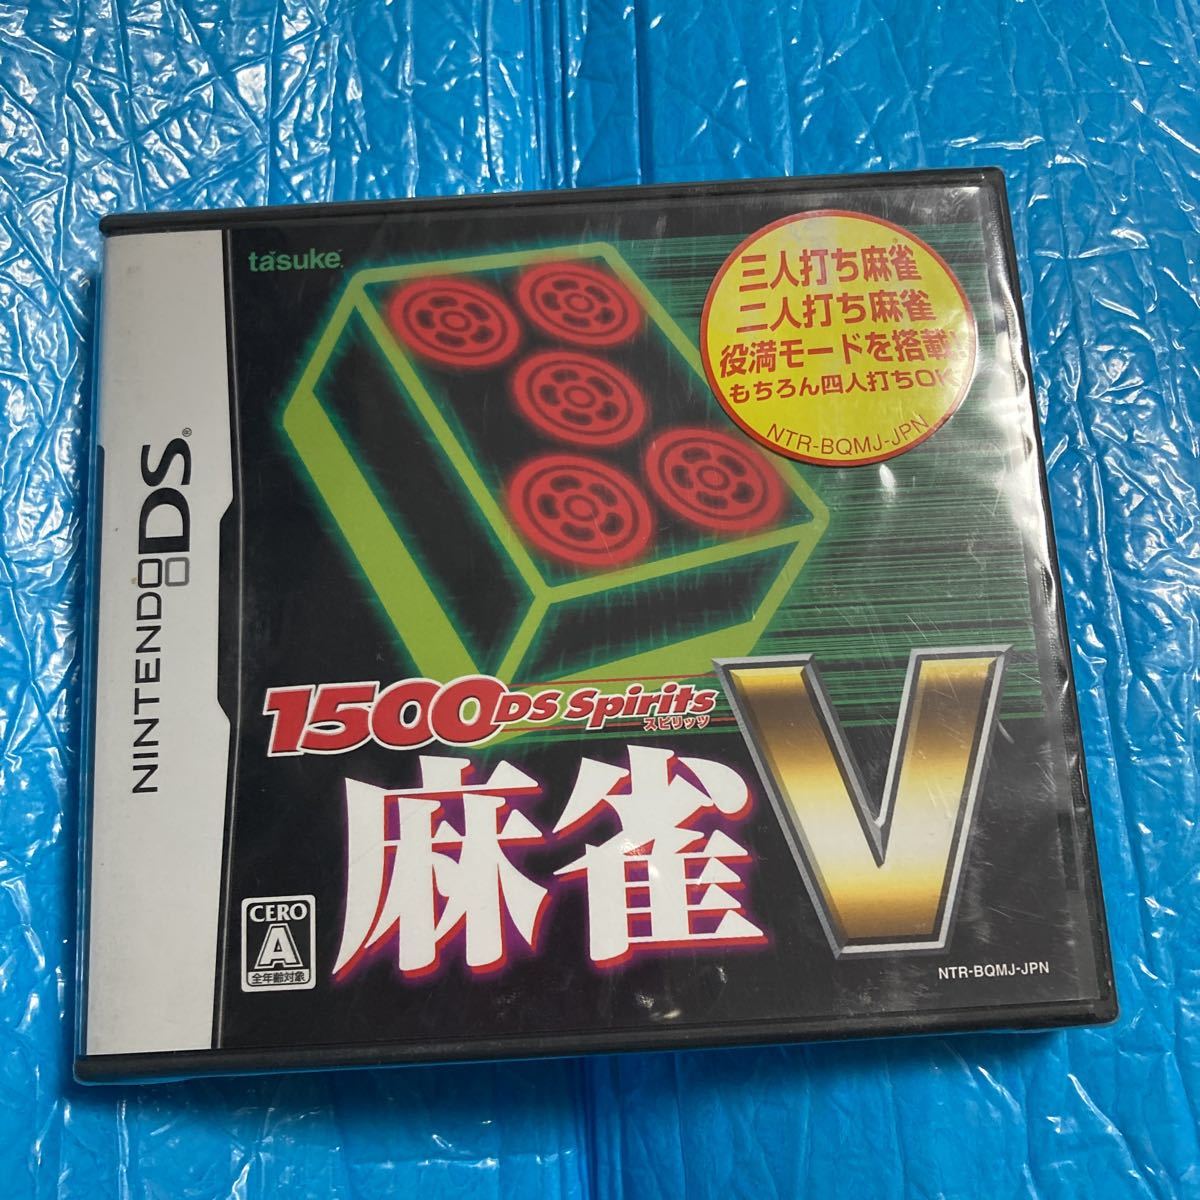 tasuke
三人打ち麻雀
二人打ち麻雀
役満モードを搭載!
もちろん四人打ちOK
NTR-BQMJ-JPN
NINTENDO DS®
1500 DS Spirits
スピリッツ
麻雀 V
CERO
A
全年齢対象
NTR-BQMJ-JPN